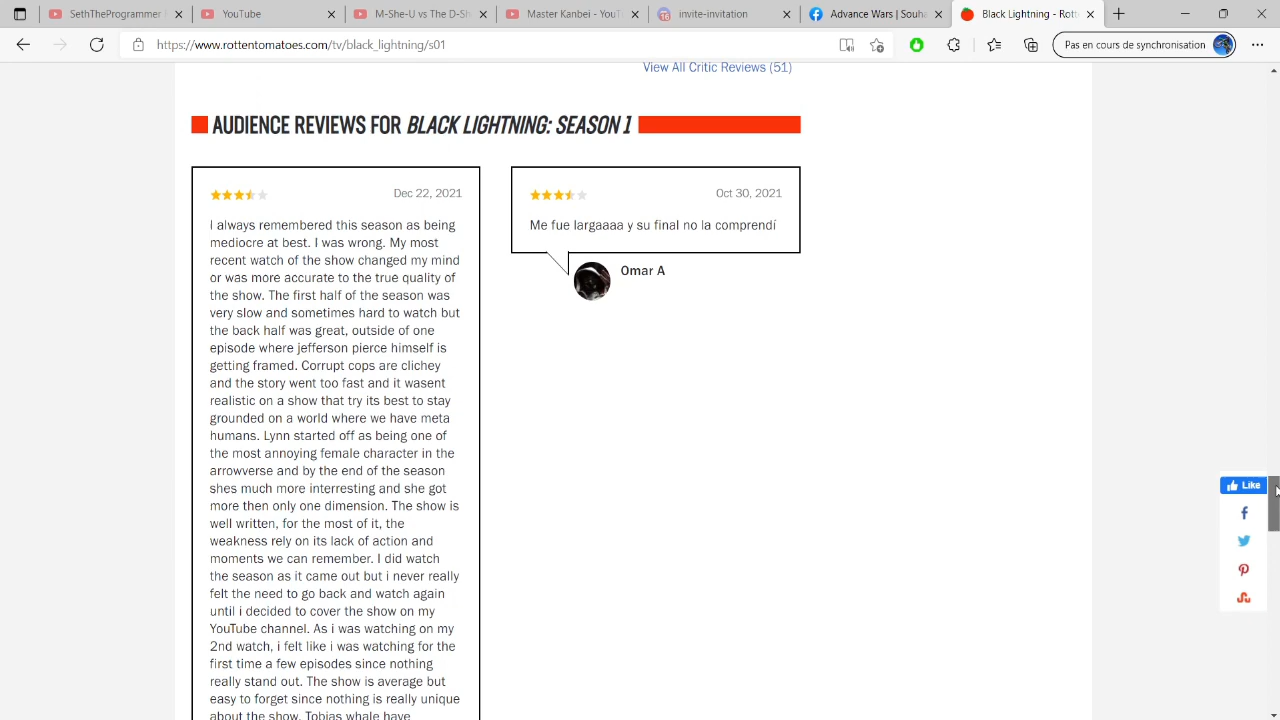 SethTheProgramer
YouTube
M-She-U vs The D-Sh
Master Kanbei - YouTu
16
invite-invitation
Advance Wars | Souha
Black Lightning - Rott
https://www.rottentomatoes.com/tv/black_lightning/s01
Pas en cours de synchronisation
View All Critic Reviews (51)
AUDIENCE REVIEWS FOR BLACK LIGHTNING: SEASON 1
Dec 22, 2021
I always remembered this season as being
mediocre at best. I was wrong. My most
recent watch of the show changed my mind
or was more accurate to the true quality of
the show. The first half of the season was
very slow and sometimes hard to watch but
the back half was great, outside of one
episode where jefferson pierce himself is
getting framed. Corrupt cops are clichey
and the story went too fast and it wasent
realistic on a show that try its best to stay
grounded on a world where we have meta
humans. Lynn started off as being one of
the most annoying female character in the
arrowverse and by the end of the season
shes much more interresting and she got
more then only one dimension. The show is
well written, for the most of it, the
weakness rely on its lack of action and
moments we can remember. I did watch
the season as it came out but i never really
felt the need to go back and watch again
until i decided to cover the show on my
YouTube channel. As i was watching on my
2nd watch, i felt like i was watching for the
first time a few episodes since nothing
really stand out. The show is average but
easy to forget since nothing is really unique
about the show. Tobias whale have
Oct 30, 2021
Me fue largaaaa y su final no la comprendí
Omar A
Like